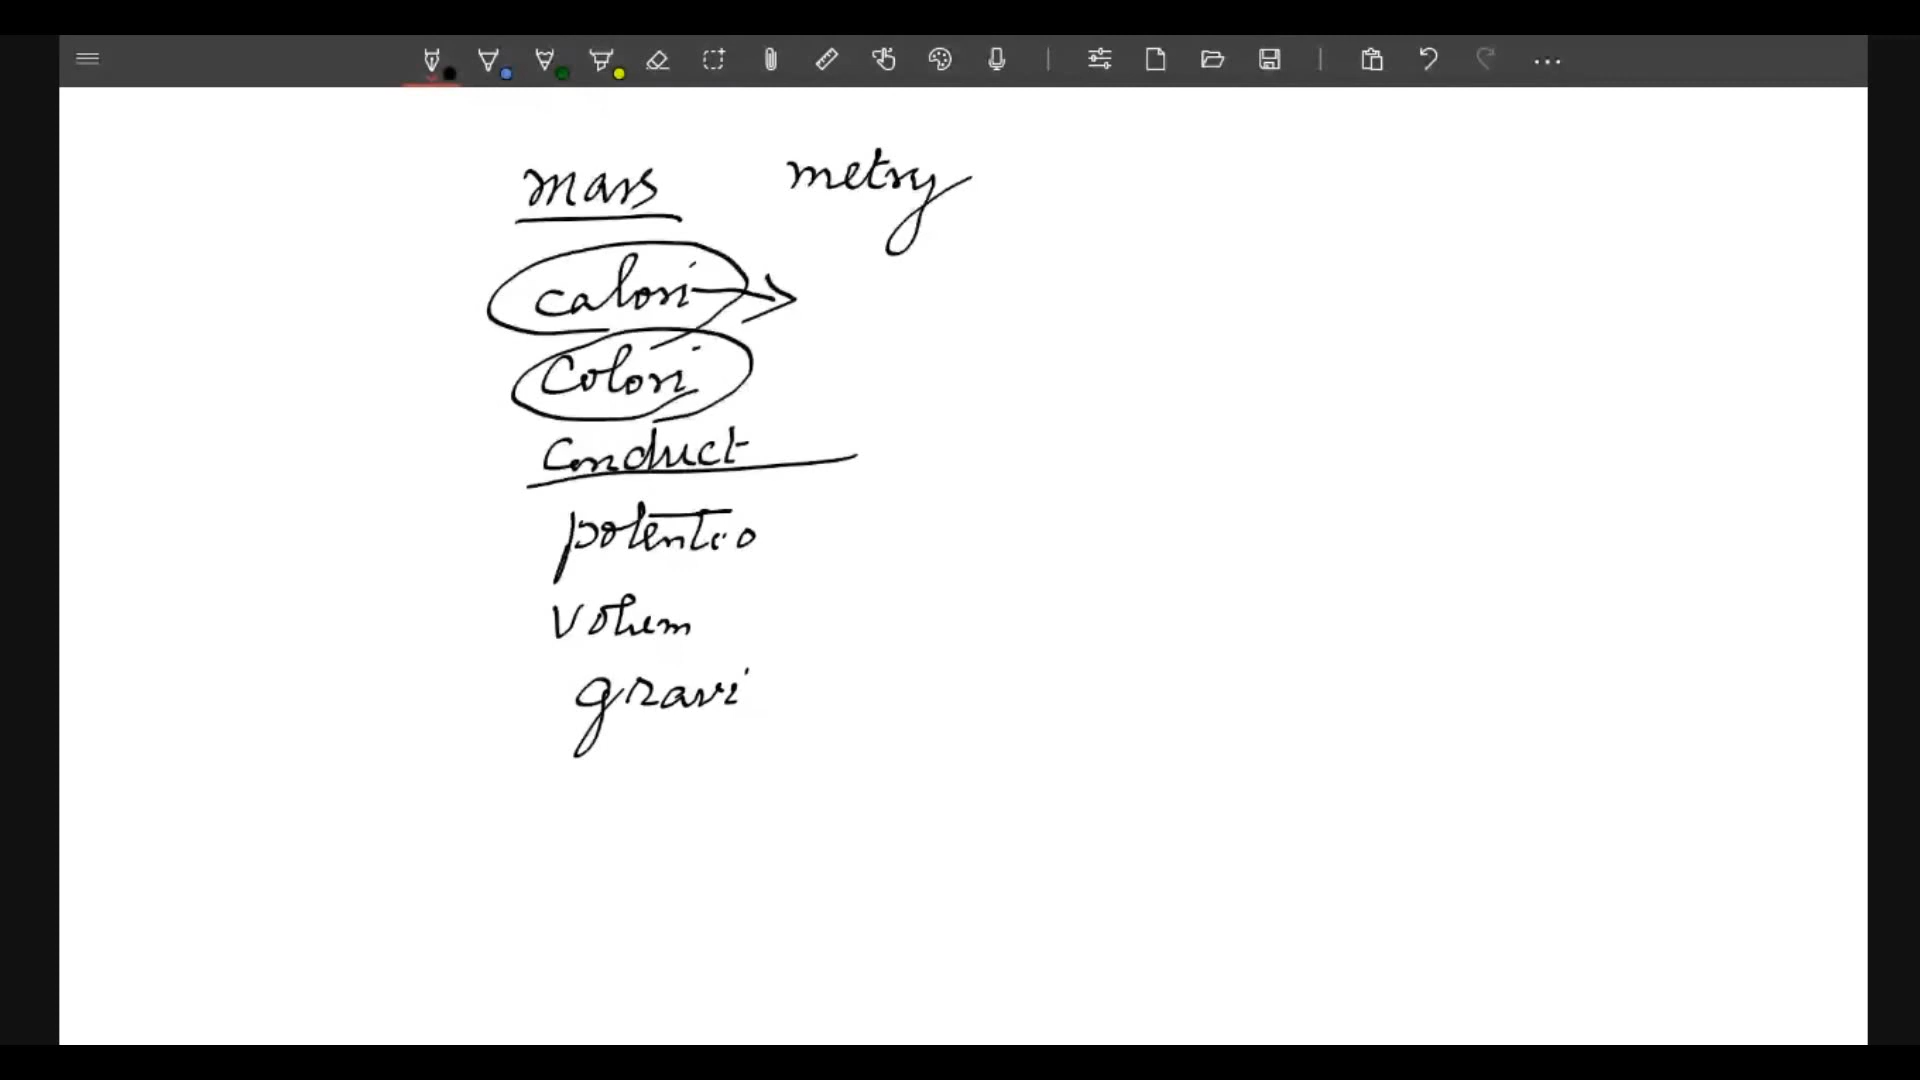 mass metry
calori
Colori
Conduct
potentio
volum
gravi